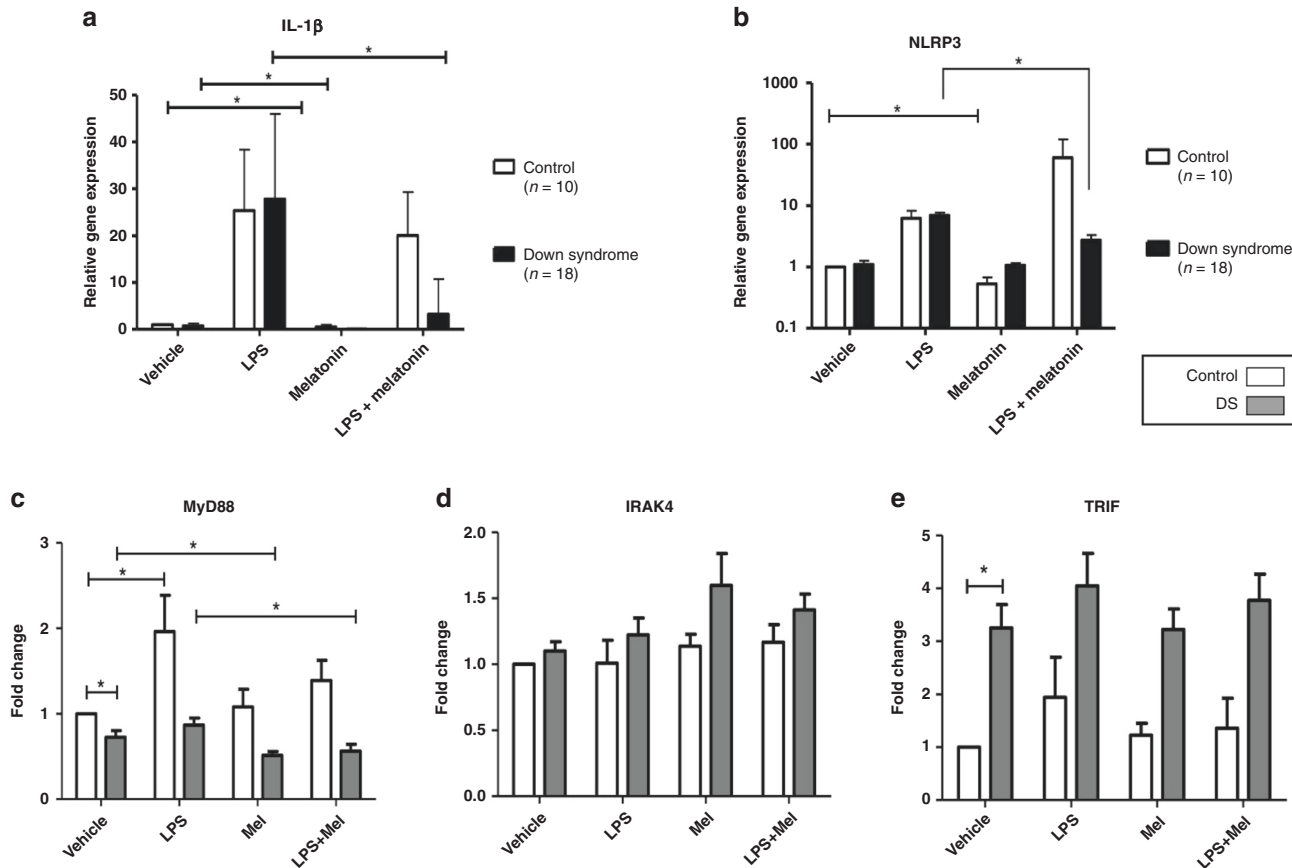 a
IL-1β
*
*
*
Relative gene expression
50
40
30
20
10
0
Vehicle
LPS
Melatonin
LPS + melatonin
Control
(n = 10)
Down syndrome
(n = 18)
b
NLRP3
*
*
Relative gene expression
1000
100
10
1
0.1
Vehicle
LPS
Melatonin
LPS + melatonin
Control
(n = 10)
Down syndrome
(n = 18)
Control
DS
c
MyD88
*
*
*
*
Fold change
3
2
1
0
Vehicle
LPS
Mel
LPS+Mel
d
IRAK4
Fold change
2.0
1.5
1.0
0.5
0.0
Vehicle
LPS
Mel
LPS+Mel
e
TRIF
*
Fold change
5
4
3
2
1
0
Vehicle
LPS
Mel
LPS+Mel